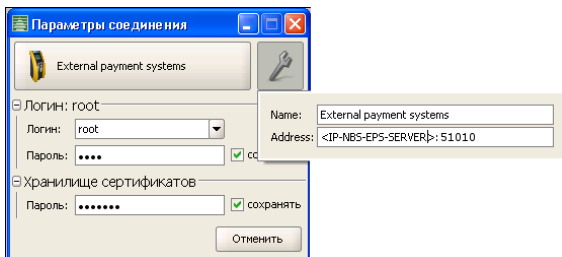 Параметры соединения
External payment systems
Логин: root
Логин: root
Пароль: ••••
Хранилище сертификатов
Пароль: •••••••
сохранять
Отменить
Name: External payment systems
Address: <IP-NBS-EPS-SERVER>:51010